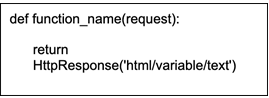 def function_name(request):
return
HttpResponse('html/variable/text')